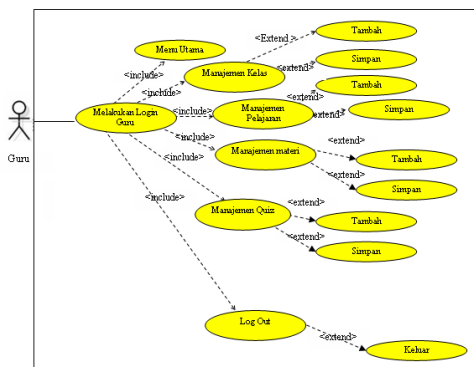 Tambah
<Extend >
Menu Utama
Simpan
<extend>
<include>
Manajemen Kelas
Tambah
<include>
<extend>
Melakukan Login
Guru
<include>
Manajemen
Pelajaran
<extend>
Simpan
Guru
<include>
Manajemen materi
<extend>
Tambah
<include>
<extend>
Simpan
<include>
Manajemen Quiz
<extend>
Tambah
<extend>
Simpan
Log Out
<extend>
Keluar